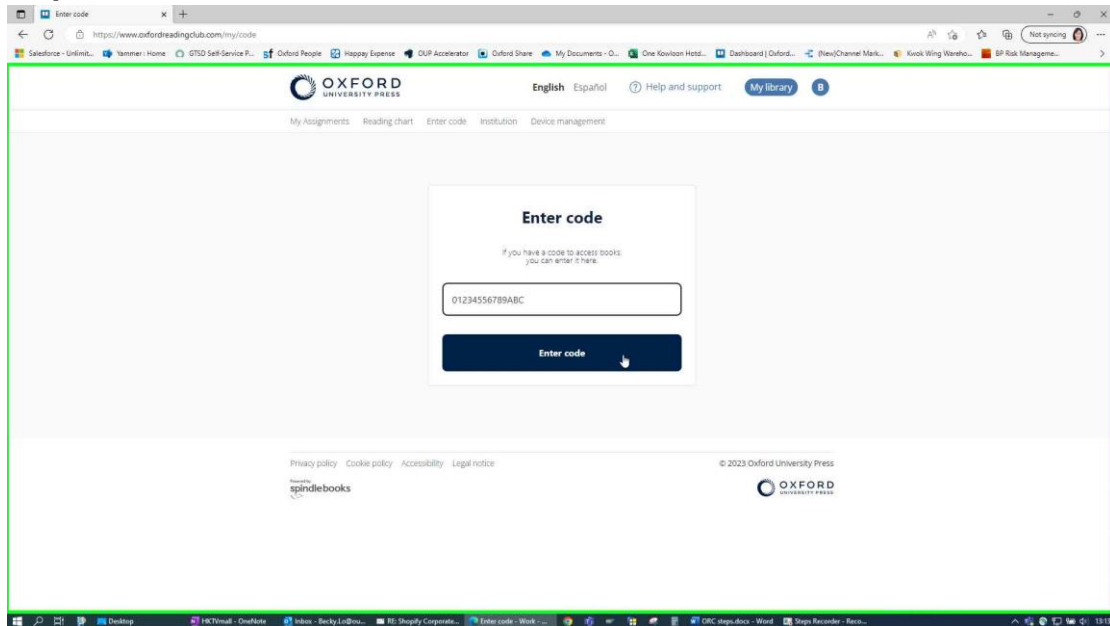 Enter code
https://www.oxfordreadingclub.com/my/code
Not syncing
Salesforce - Unlimit...
Yammer: Home
GTSD Self-Service P...
Oxford People
Happay Expense
OUP Accelerator
Oxford Share
My Documents - O...
One Kowloon Hotd...
Dashboard | Oxford...
(New)Channel Mark...
Kwok Wing Wareho...
BP Risk Manageme...
OXFORD
UNIVERSITY PRESS
English Español Help and support My library B
My Assignments Reading chart Enter code Institution Device management
Enter code
If you have a code to access books,
you can enter it here.
01234556789ABC
Enter code
Privacy policy Cookie policy Accessibility Legal notice © 2023 Oxford University Press
Powered by
spindlebooks
OXFORD
UNIVERSITY PRESS
Desktop
HKTVmall - OneNote
Inbox - Becky.Lo@ou...
RE: Shopify Corporate...
Enter code - Work - ...
ORC steps.docx - Word
Steps Recorder - Reco...